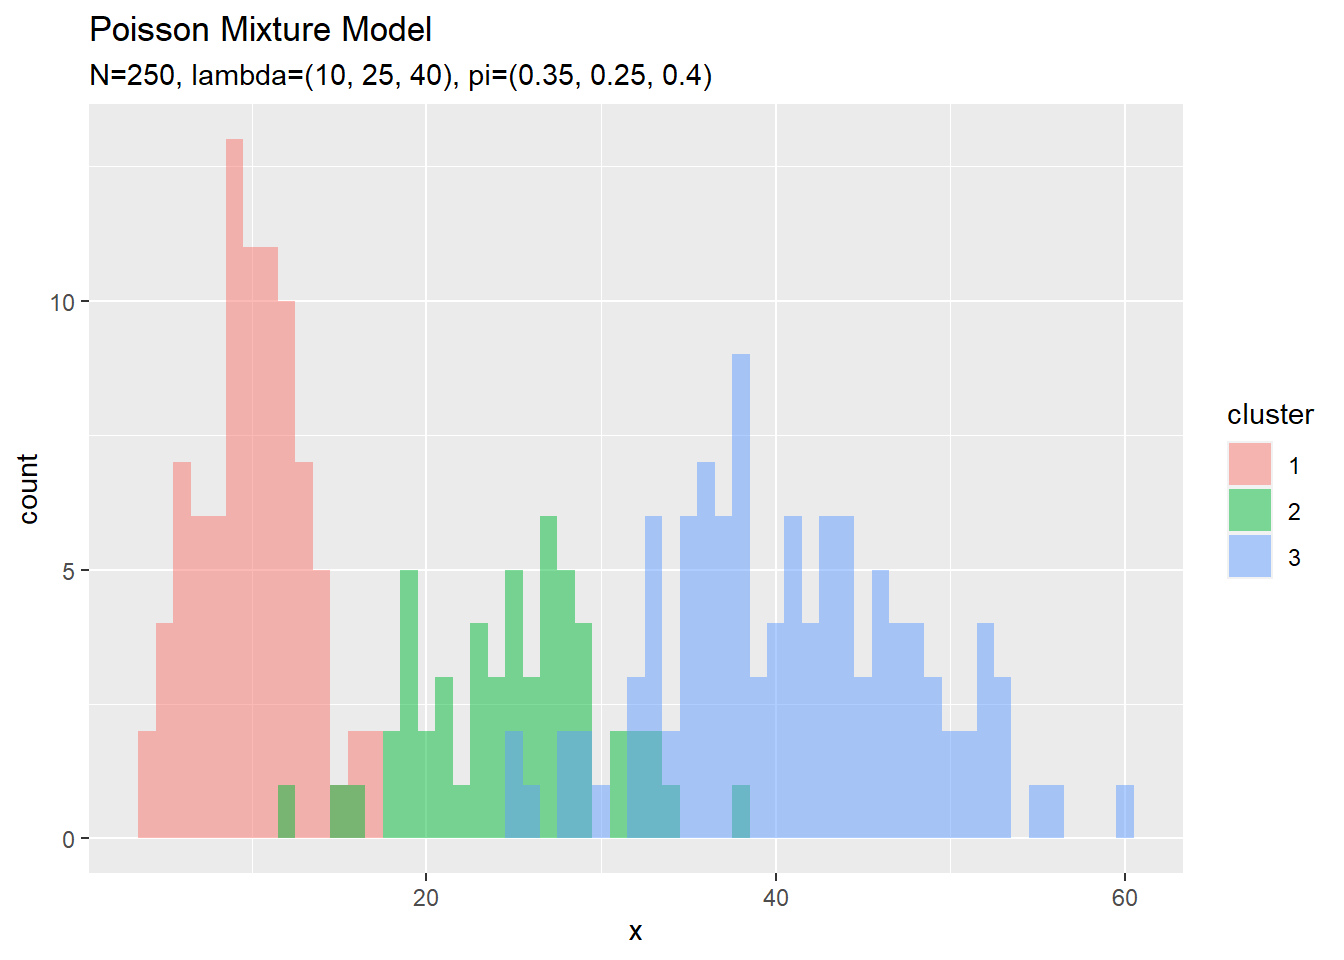 Poisson Mixture Model
N=250, lambda=(10, 25, 40), pi=(0.35, 0.25, 0.4)
10
5
0
count
20
40
60
x
cluster
1
2
3